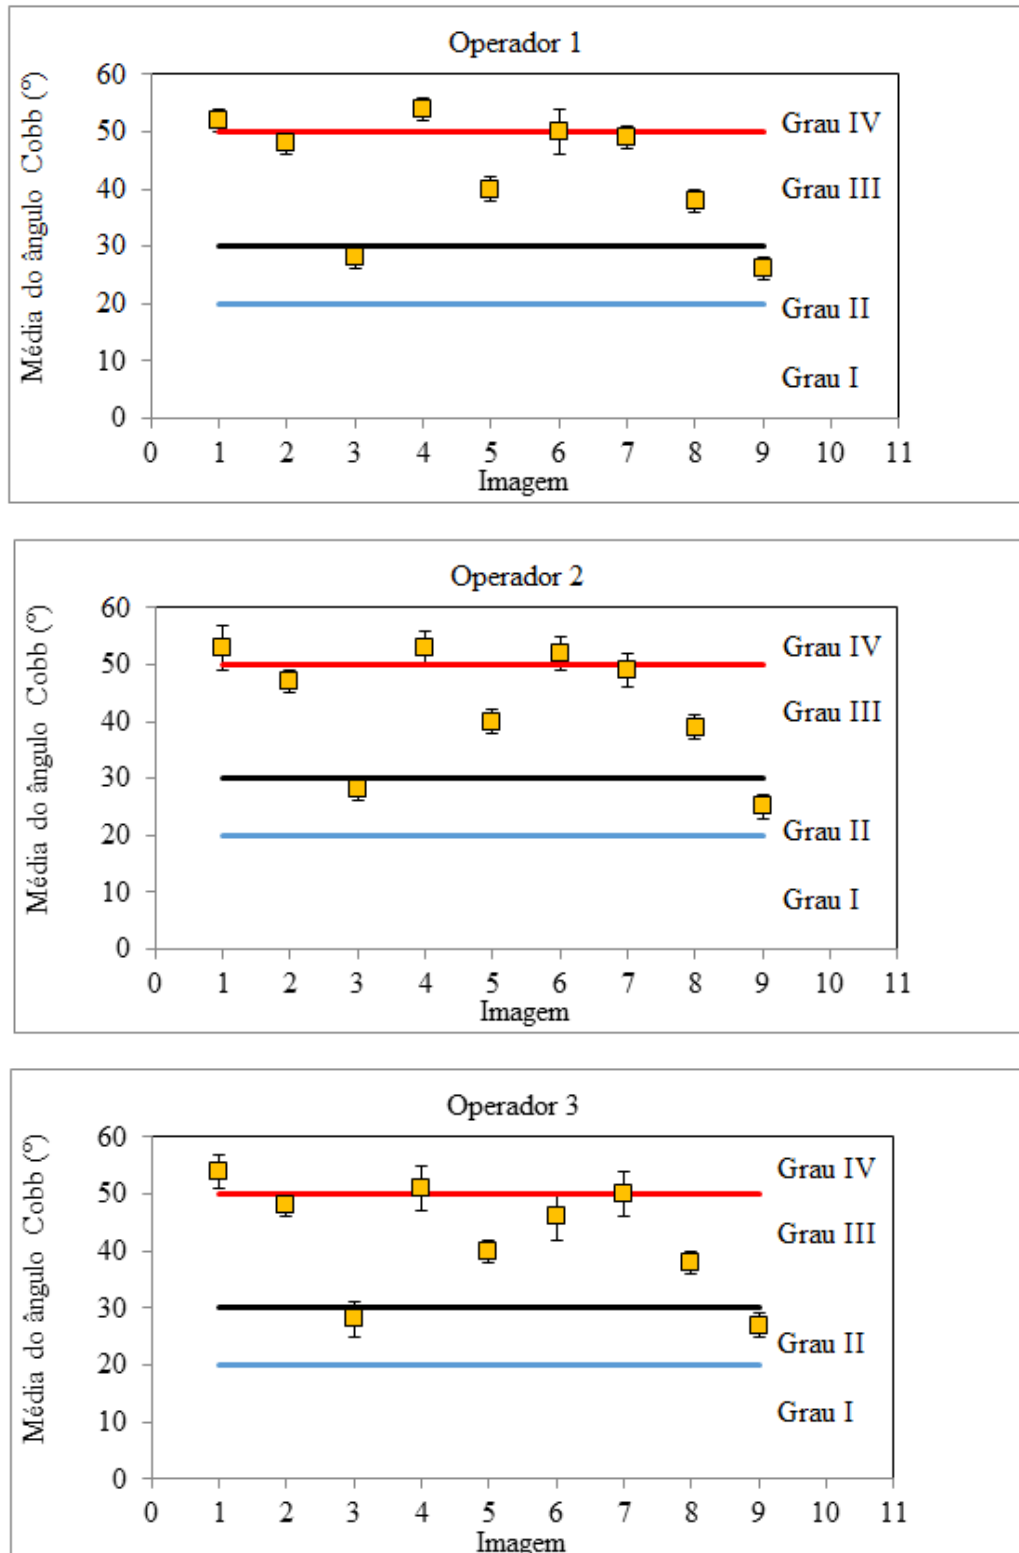 Operador 1
Média do ângulo Cobb (º)
60
50
40
30
20
10
0
Grau IV
Grau III
Grau II
Grau I
0 1 2 3 4 5 6 7 8 9 10 11
Imagem
Operador 2
Média do ângulo Cobb (º)
60
50
40
30
20
10
0
Grau IV
Grau III
Grau II
Grau I
0 1 2 3 4 5 6 7 8 9 10 11
Imagem
Operador 3
Média do ângulo Cobb (º)
60
50
40
30
20
10
0
Grau IV
Grau III
Grau II
Grau I
0 1 2 3 4 5 6 7 8 9 10 11
Imagem